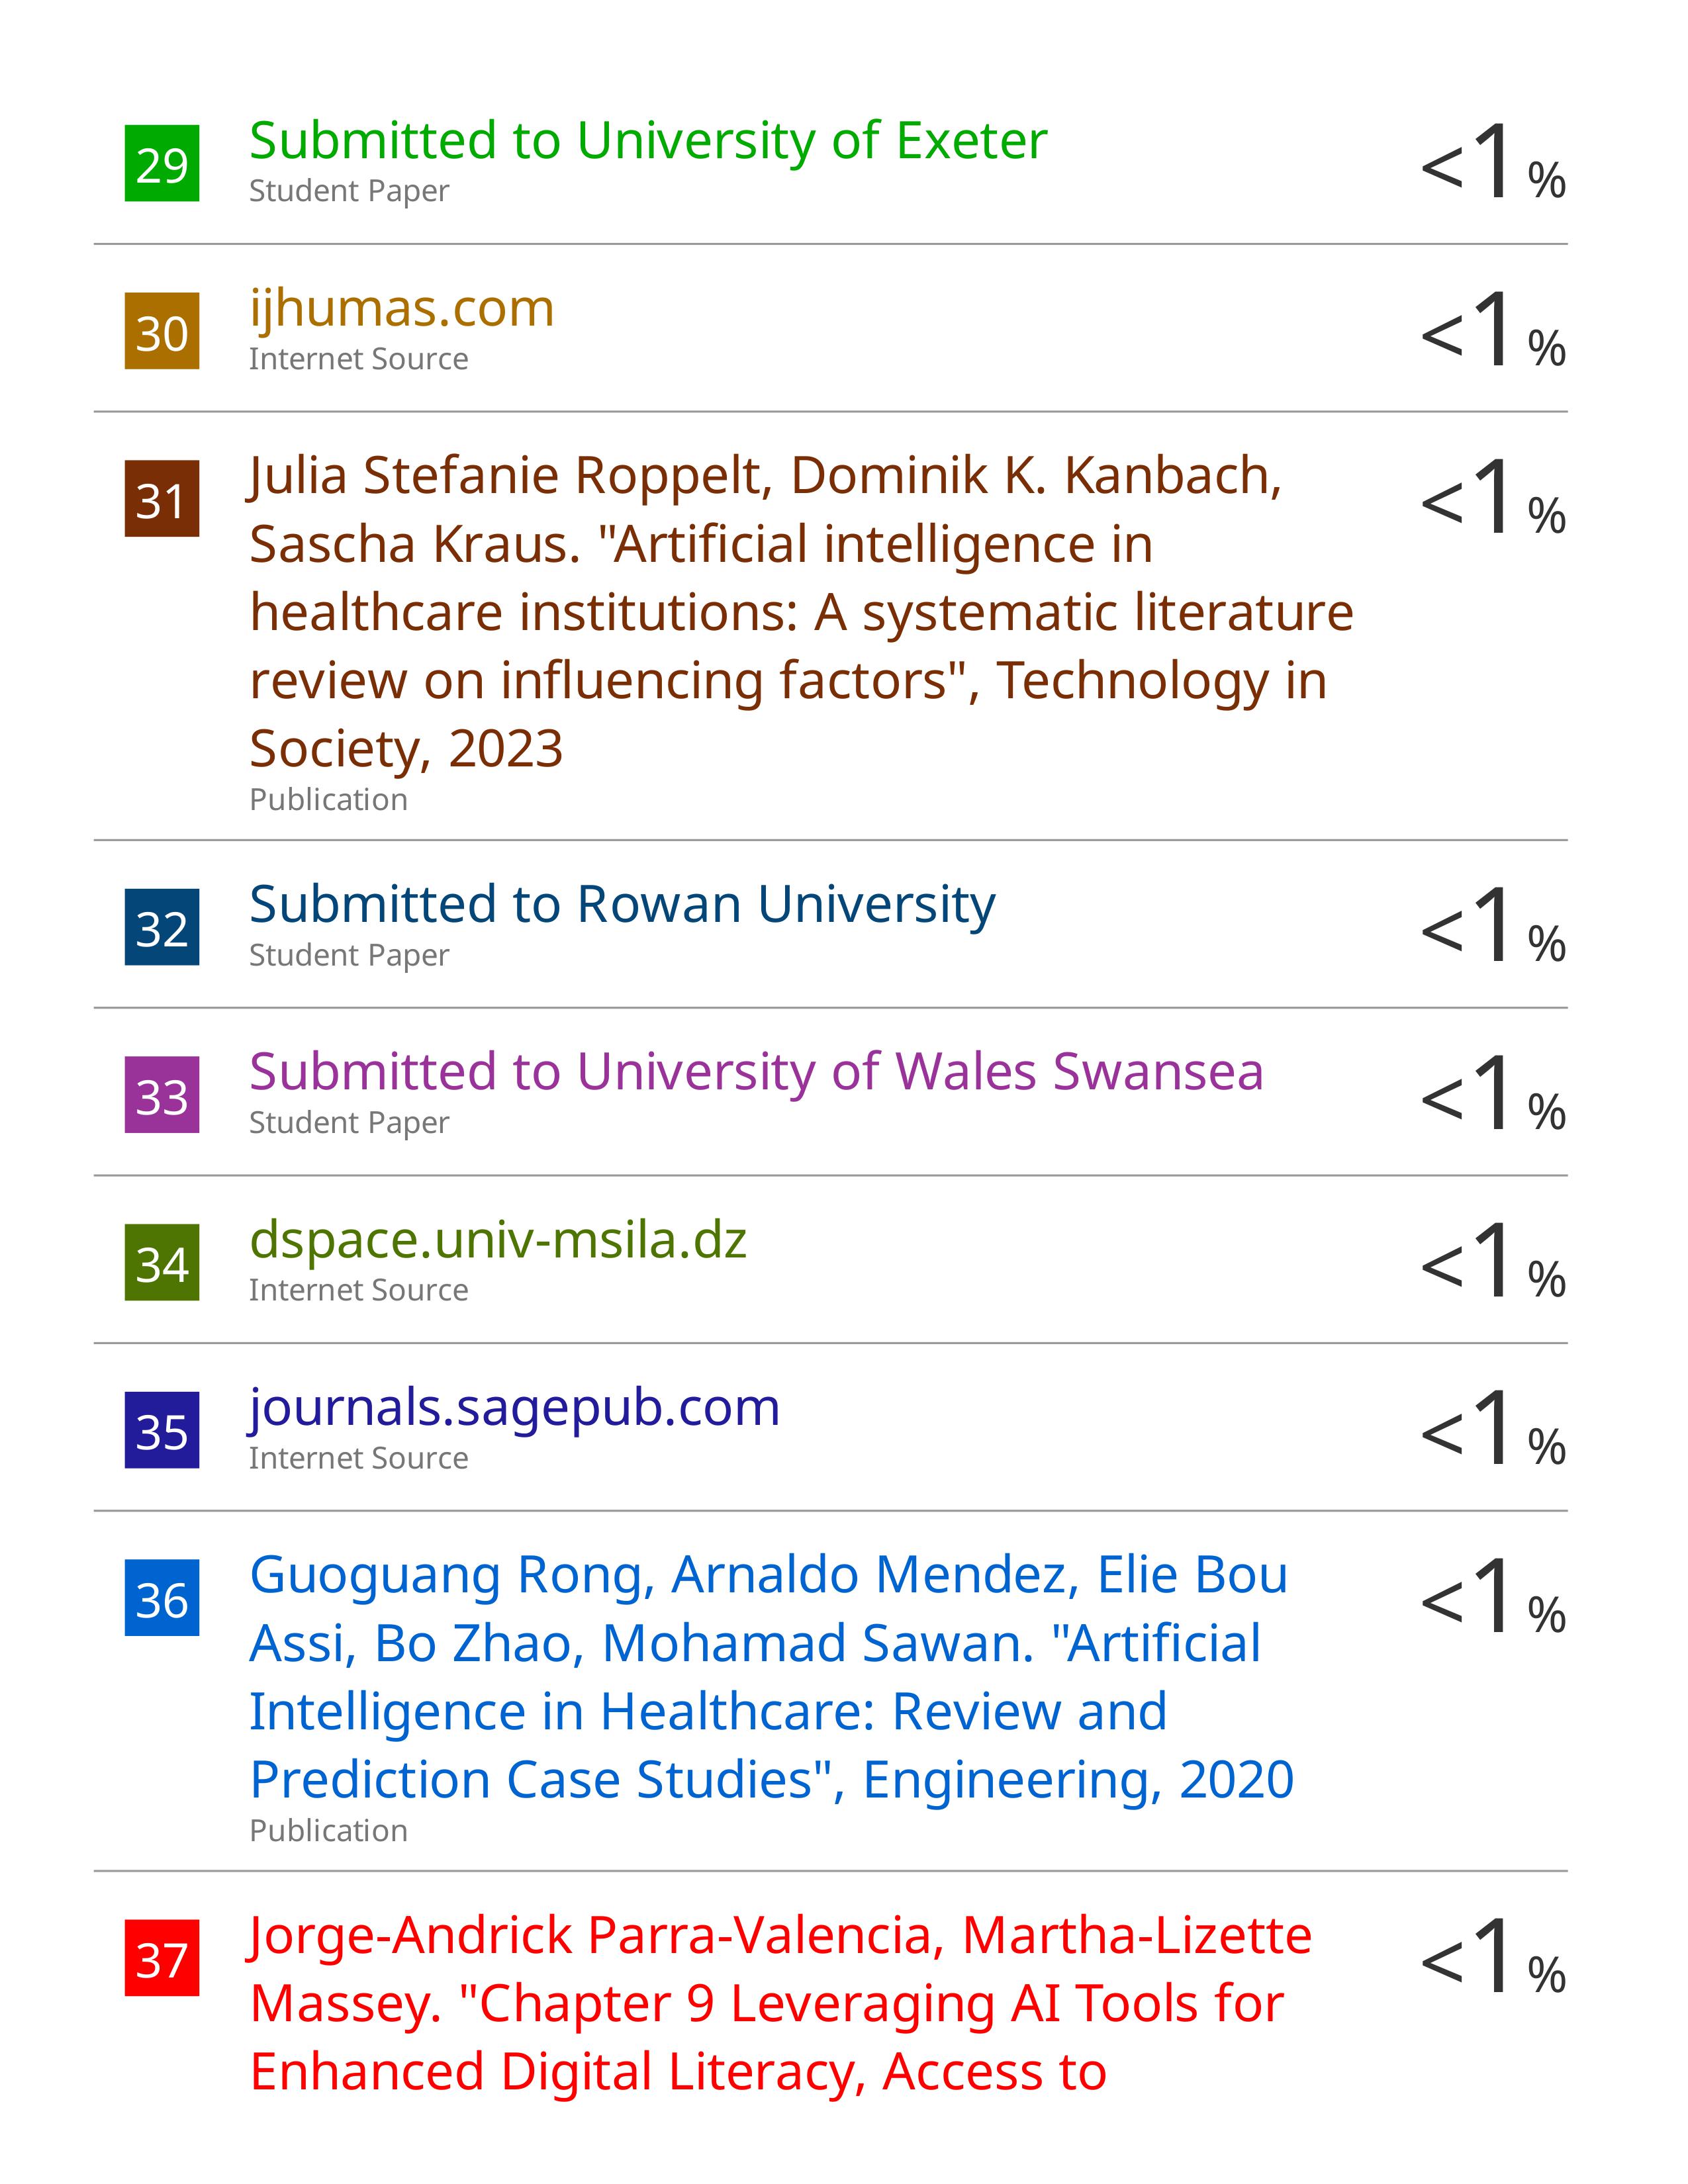 29 Submitted to University of Exeter <1%
Student Paper
30 ijhumas.com <1%
Internet Source
31 Julia Stefanie Roppelt, Dominik K. Kanbach, <1%
Sascha Kraus. "Artificial intelligence in
healthcare institutions: A systematic literature
review on influencing factors", Technology in
Society, 2023
Publication
32 Submitted to Rowan University <1%
Student Paper
33 Submitted to University of Wales Swansea <1%
Student Paper
34 dspace.univ-msila.dz <1%
Internet Source
35 journals.sagepub.com <1%
Internet Source
36 Guoguang Rong, Arnaldo Mendez, Elie Bou <1%
Assi, Bo Zhao, Mohamad Sawan. "Artificial
Intelligence in Healthcare: Review and
Prediction Case Studies", Engineering, 2020
Publication
37 Jorge-Andrick Parra-Valencia, Martha-Lizette <1%
Massey. "Chapter 9 Leveraging AI Tools for
Enhanced Digital Literacy, Access to